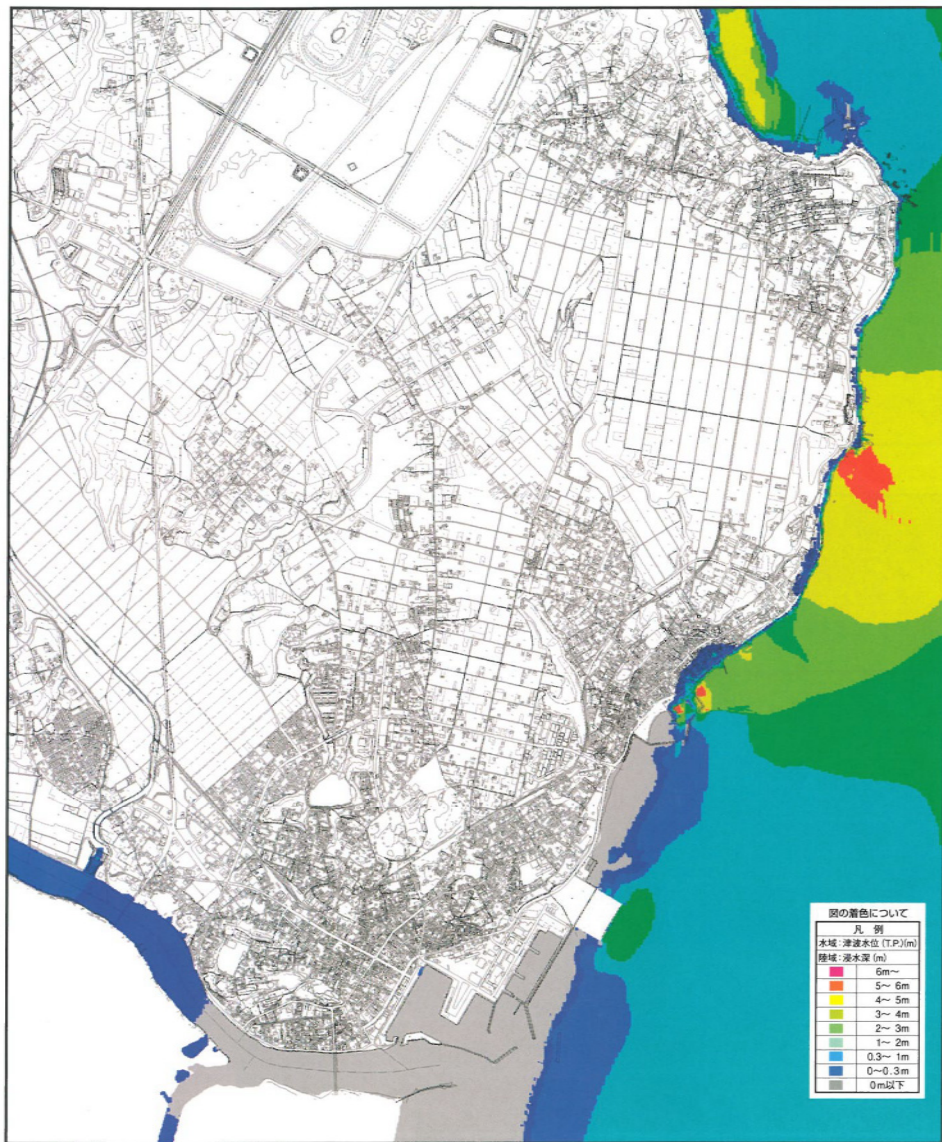 図の着色について
凡 例
水域:津波水位 (T.P.)(m)
陸域:浸水深 (m)
6m～
5～ 6m
4～ 5m
3～ 4m
2～ 3m
1～ 2m
0.3～ 1m
0～0.3m
0m以下